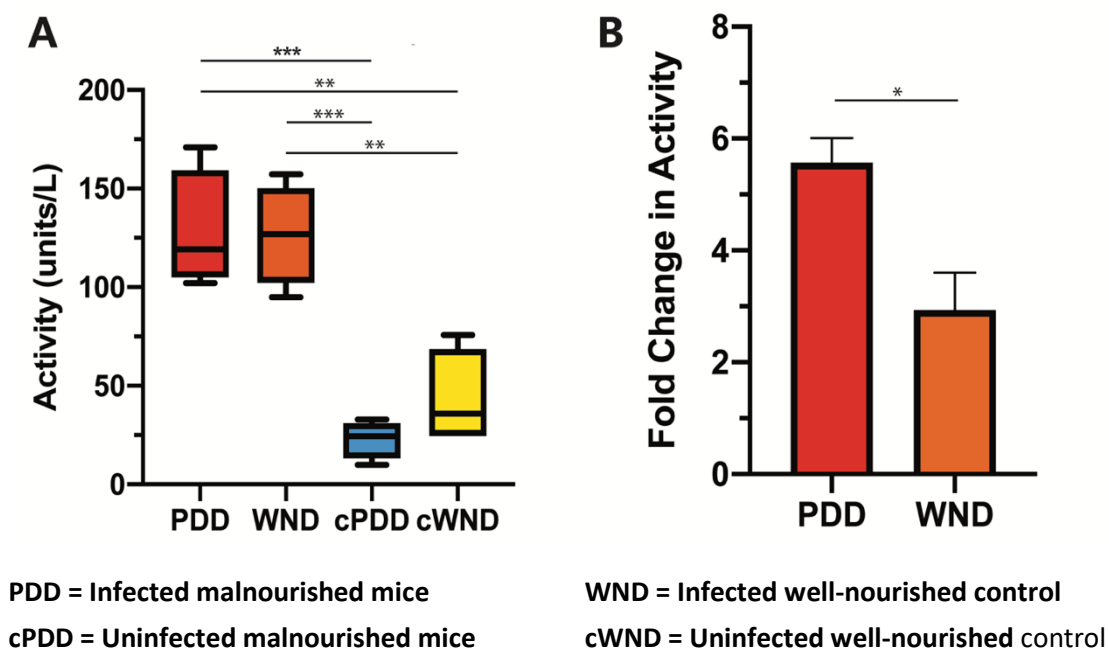 A
***
**
***
**
200
150
100
50
0
Activity (units/L)
PDD WND cPDD cWND
B
*
8
6
4
2
0
Fold Change in Activity
PDD WND
PDD = Infected malnourished mice
WND = Infected well-nourished control
cPDD = Uninfected malnourished mice
cWND = Uninfected well-nourished control